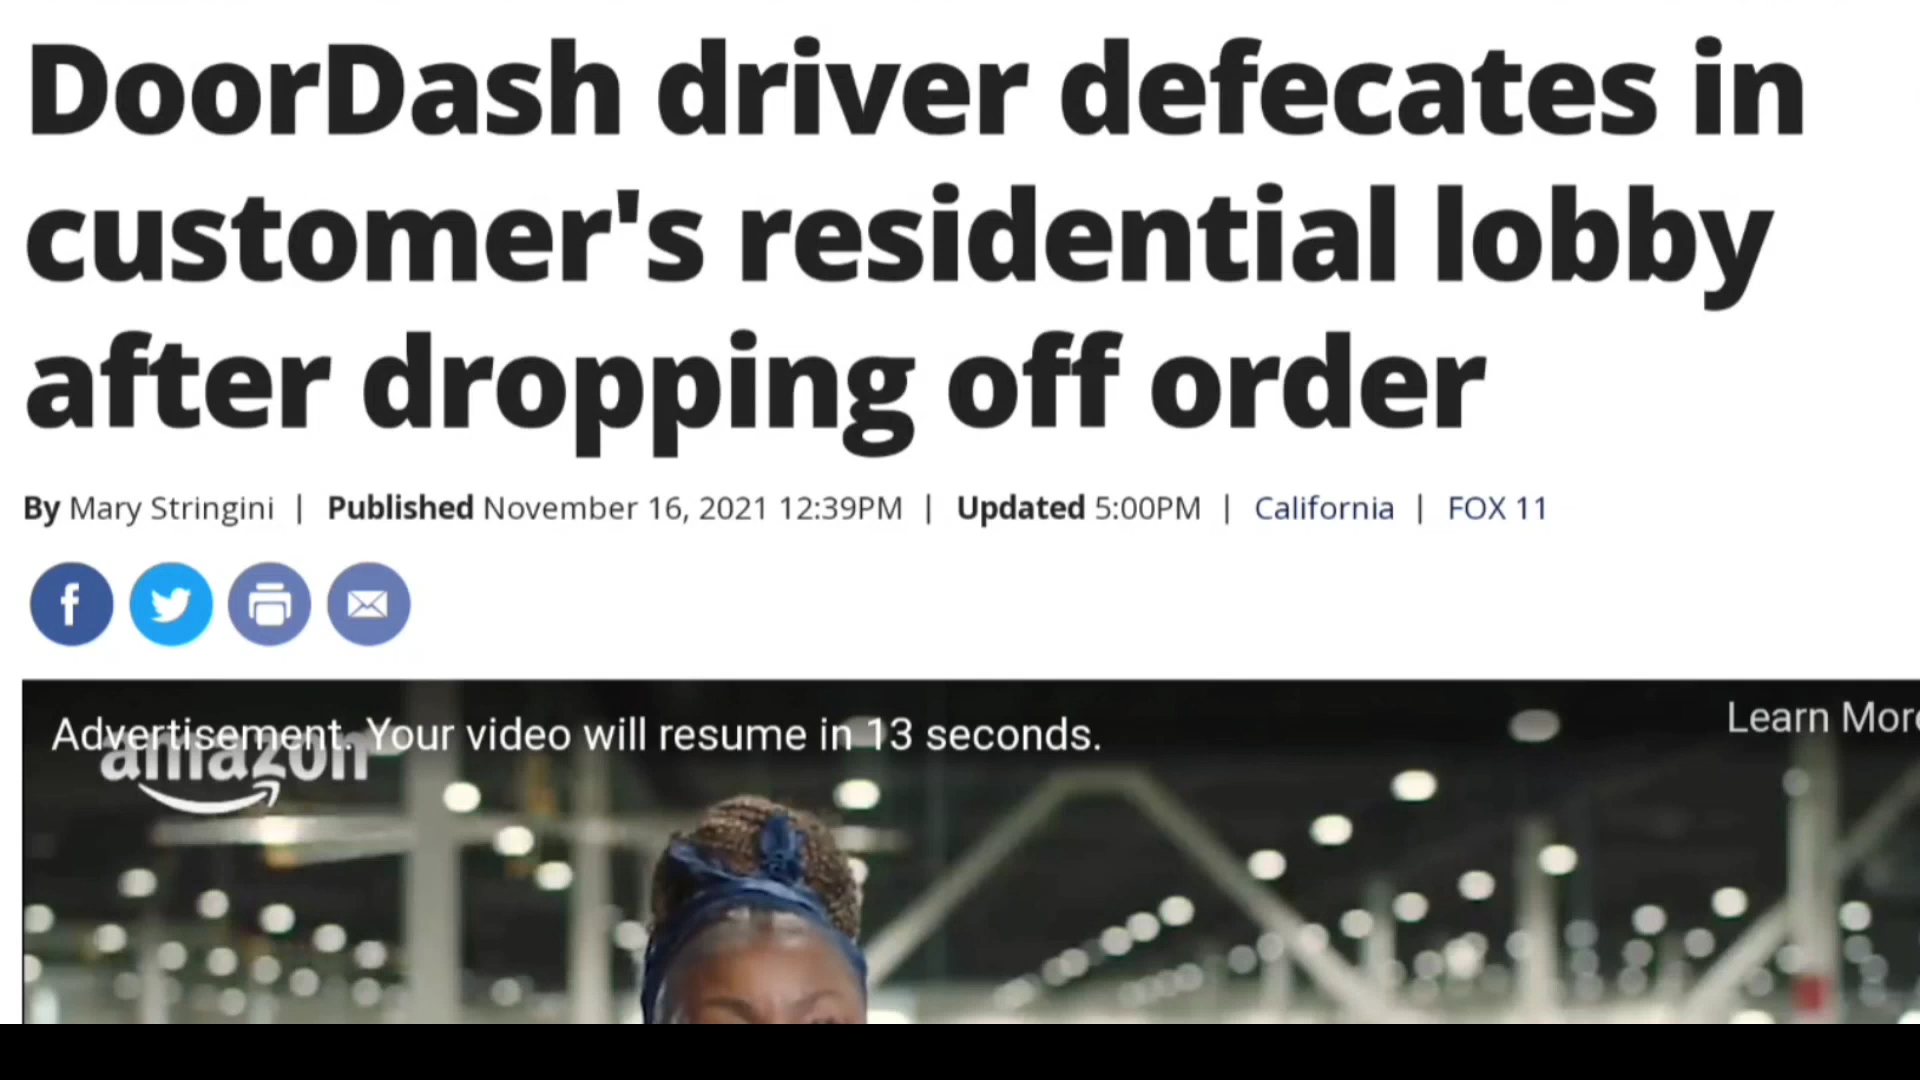 DoorDash driver defecates in
customer's residential lobby
after dropping off order
By Mary Stringini | Published November 16, 2021 12:39PM | Updated 5:00PM | California | FOX 11
Advertisement. Your video will resume in 13 seconds.
Learn More
amazon